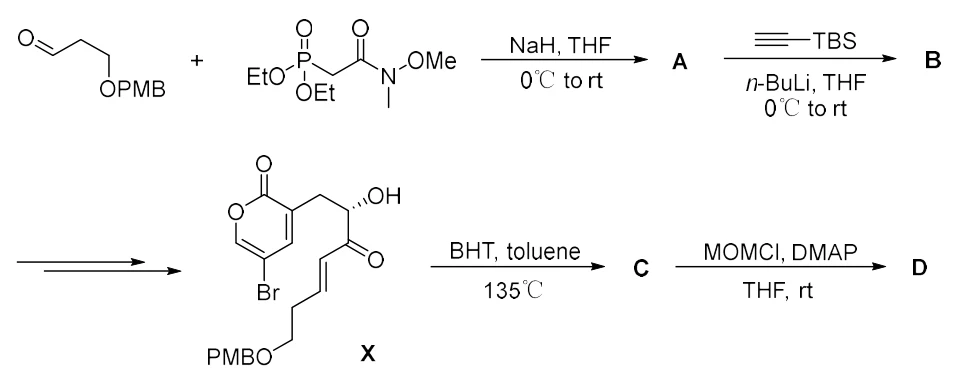 O
OPMB
+
O
EtO
P
OEt
O
N
OMe
NaH, THF
0℃ to rt
A
TBS
n-BuLi, THF
0℃ to rt
B
O
O
OH
O
Br
PMBO
X
BHT, toluene
135℃
C
MOMCl, DMAP
THF, rt
D